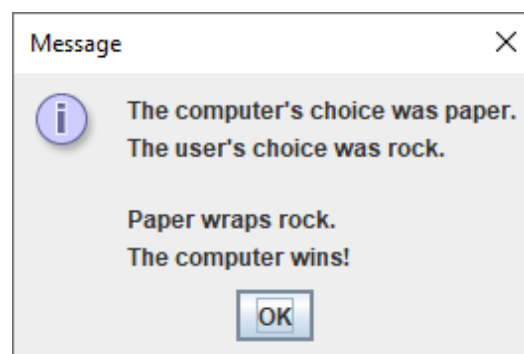 Message
The computer's choice was paper.
The user's choice was rock.
Paper wraps rock.
The computer wins!
OK